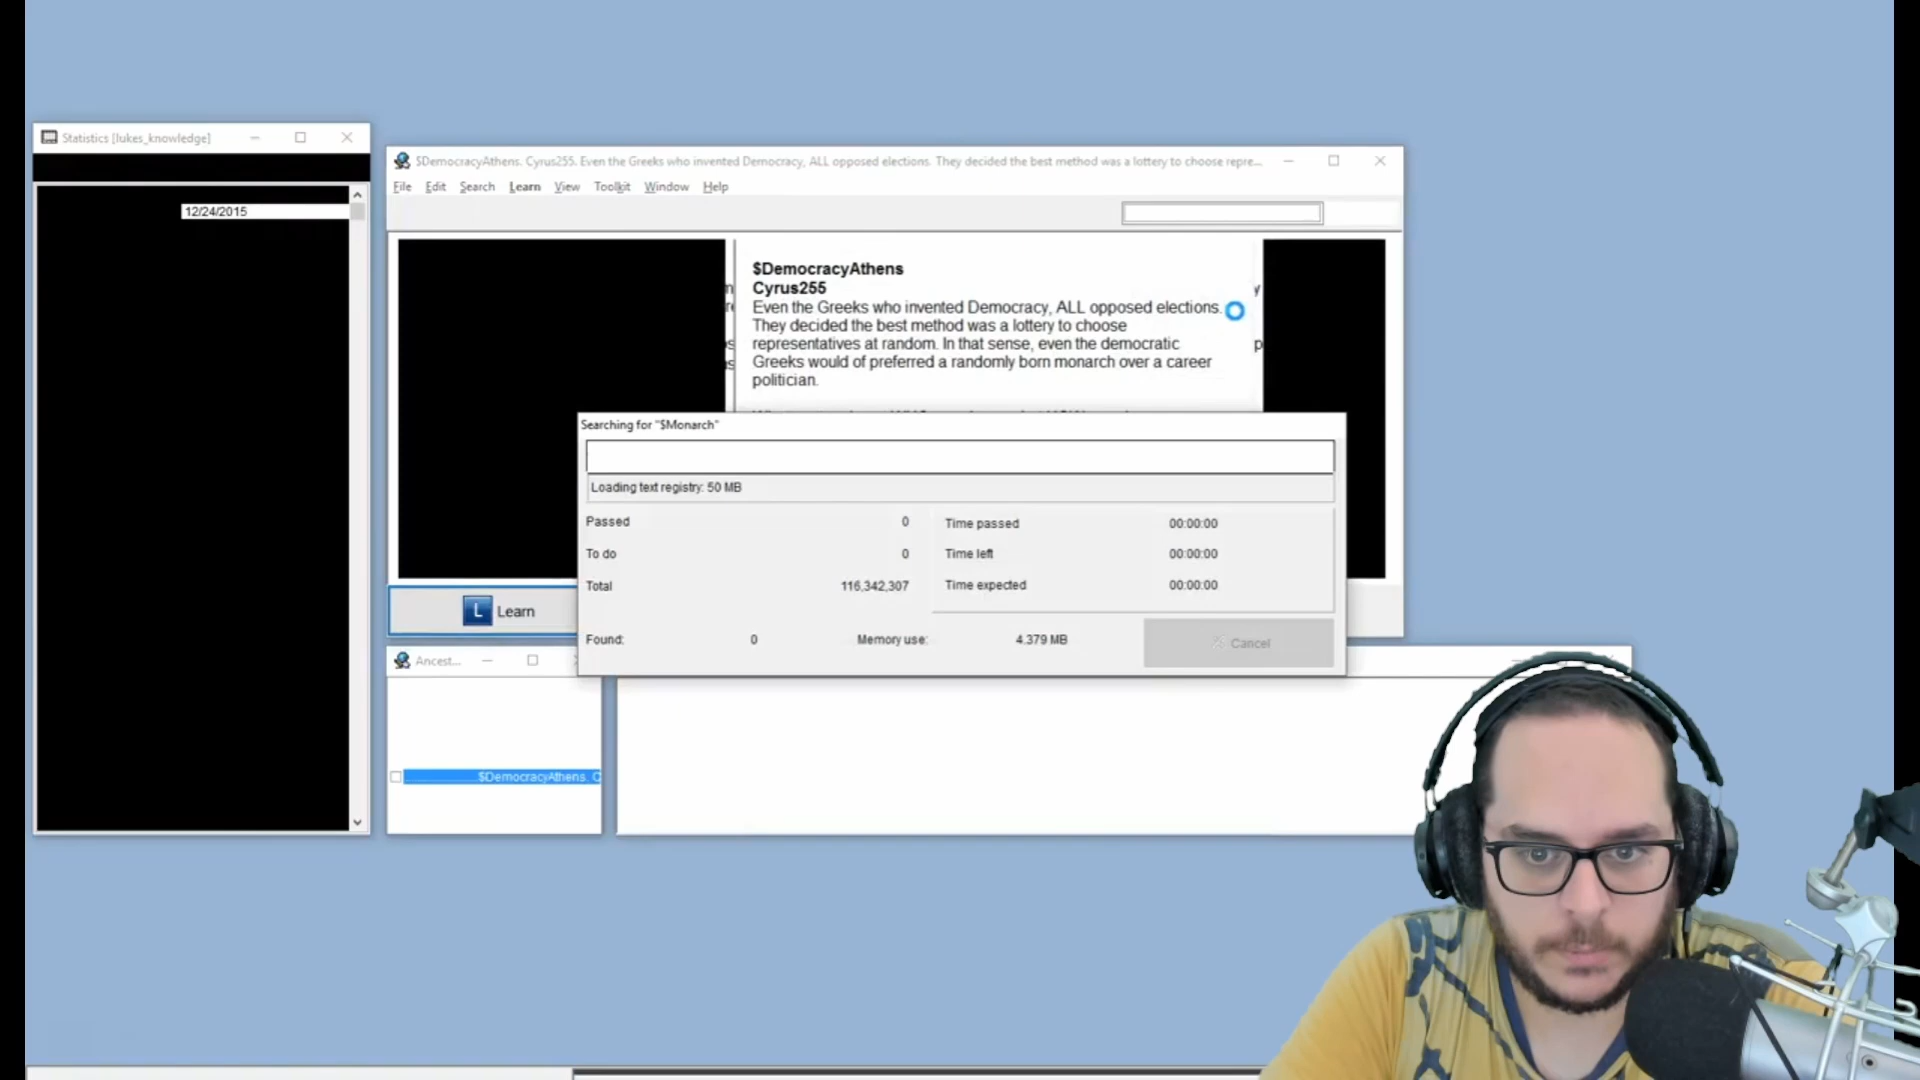 Statistics [lukes_knowledge]
12/24/2015
$DemocracyAthens. Cyrus255. Even the Greeks who invented Democracy, ALL opposed elections. They decided the best method was a lottery to choose repre...
File Edit Search Learn View Toolkit Window Help
$DemocracyAthens
Cyrus255
Even the Greeks who invented Democracy, ALL opposed elections.
They decided the best method was a lottery to choose
representatives at random. In that sense, even the democratic
Greeks would of preferred a randomly born monarch over a career
politician.
Searching for "$Monarch"
Loading text registry: 50 MB
Passed 0 Time passed 00:00:00
To do 0 Time left 00:00:00
Total 116,342,307 Time expected 00:00:00
L Learn
Found: 0 Memory use: 4.379 MB Cancel
Ancest...
$DemocracyAthens. C